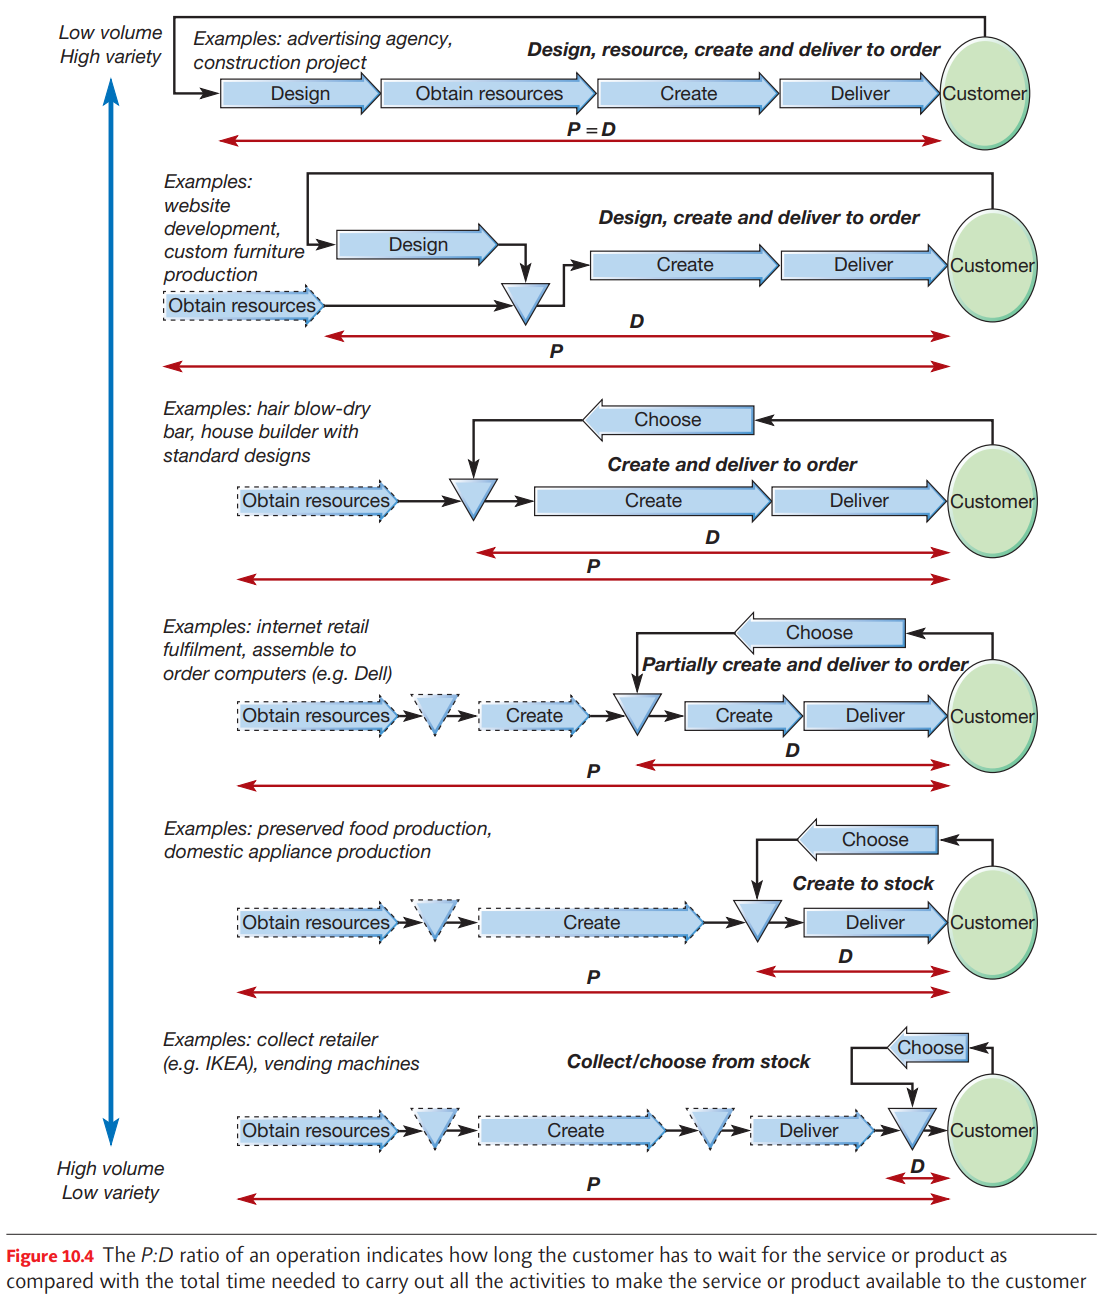 Low volume
High variety
Examples: advertising agency,
construction project
Design, resource, create and deliver to order
Design
Obtain resources
Create
Deliver
Customer
P = D
Examples:
website
development,
custom furniture
production
Design, create and deliver to order
Design
Create
Deliver
Customer
Obtain resources
D
P
Examples: hair blow-dry
bar, house builder with
standard designs
Choose
Create and deliver to order
Obtain resources
Create
Deliver
Customer
D
P
Examples: internet retail
fulfilment, assemble to
order computers (e.g. Dell)
Choose
Partially create and deliver to order
Obtain resources
Create
Create
Deliver
Customer
D
P
Examples: preserved food production,
domestic appliance production
Choose
Create to stock
Obtain resources
Create
Deliver
Customer
D
P
Examples: collect retailer
(e.g. IKEA), vending machines
Choose
Collect/choose from stock
Obtain resources
Create
Deliver
Customer
D
P
High volume
Low variety
Figure 10.4 The P:D ratio of an operation indicates how long the customer has to wait for the service or product as
compared with the total time needed to carry out all the activities to make the service or product available to the customer